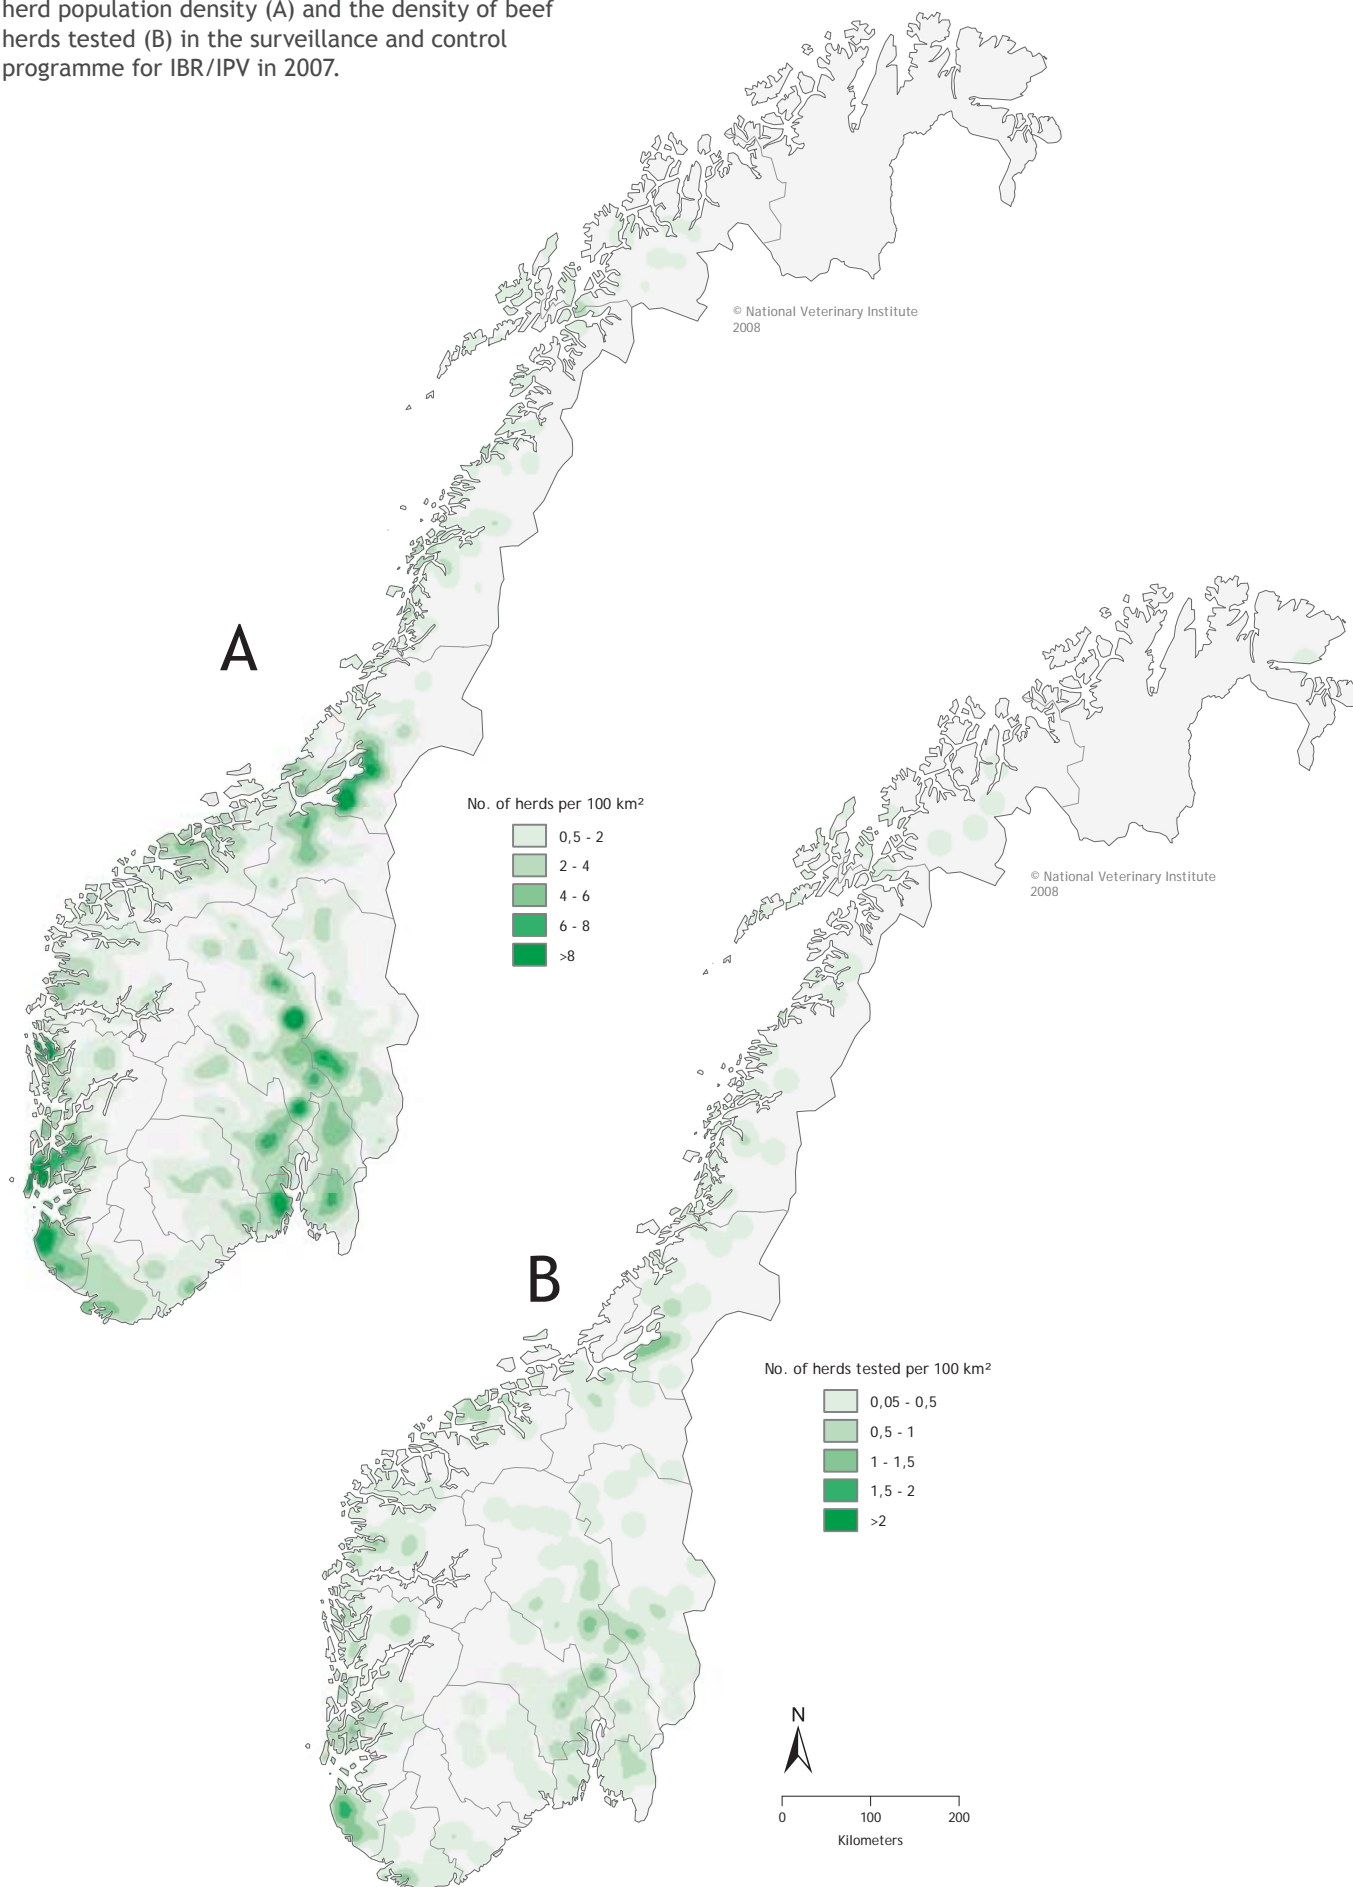 herd population density (A) and the density of beef
herds tested (B) in the surveillance and control
programme for IBR/IPV in 2007.
© National Veterinary Institute
2008
A
No. of herds per 100 km²
0,5 - 2
2 - 4
4 - 6
6 - 8
>8
© National Veterinary Institute
2008
B
No. of herds tested per 100 km²
0,05 - 0,5
0,5 - 1
1 - 1,5
1,5 - 2
>2
N
0 100 200
Kilometers